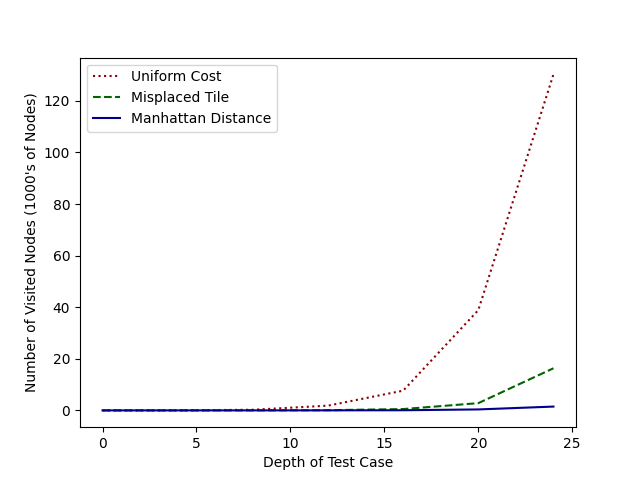 Uniform Cost
Misplaced Tile
Manhattan Distance
120
100
80
60
40
20
0
Number of Visited Nodes (1000's of Nodes)
0 5 10 15 20 25
Depth of Test Case